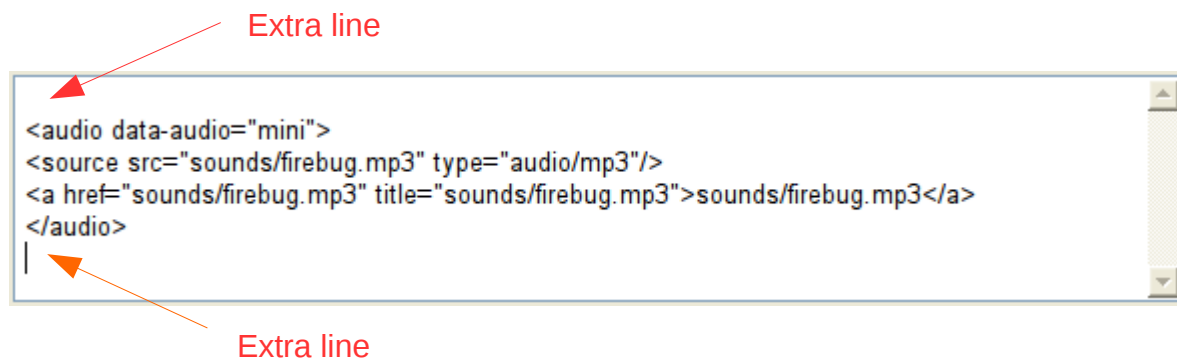 Extra line
<audio data-audio="mini">
<source src="sounds/firebug.mp3" type="audio/mp3"/>
<a href="sounds/firebug.mp3" title="sounds/firebug.mp3">sounds/firebug.mp3</a>
</audio>
Extra line